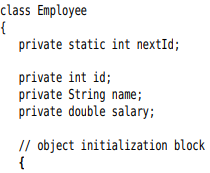 class Employee
{
   private static int nextId;

   private int id;
   private String name;
   private double salary;

   // object initialization block
   {